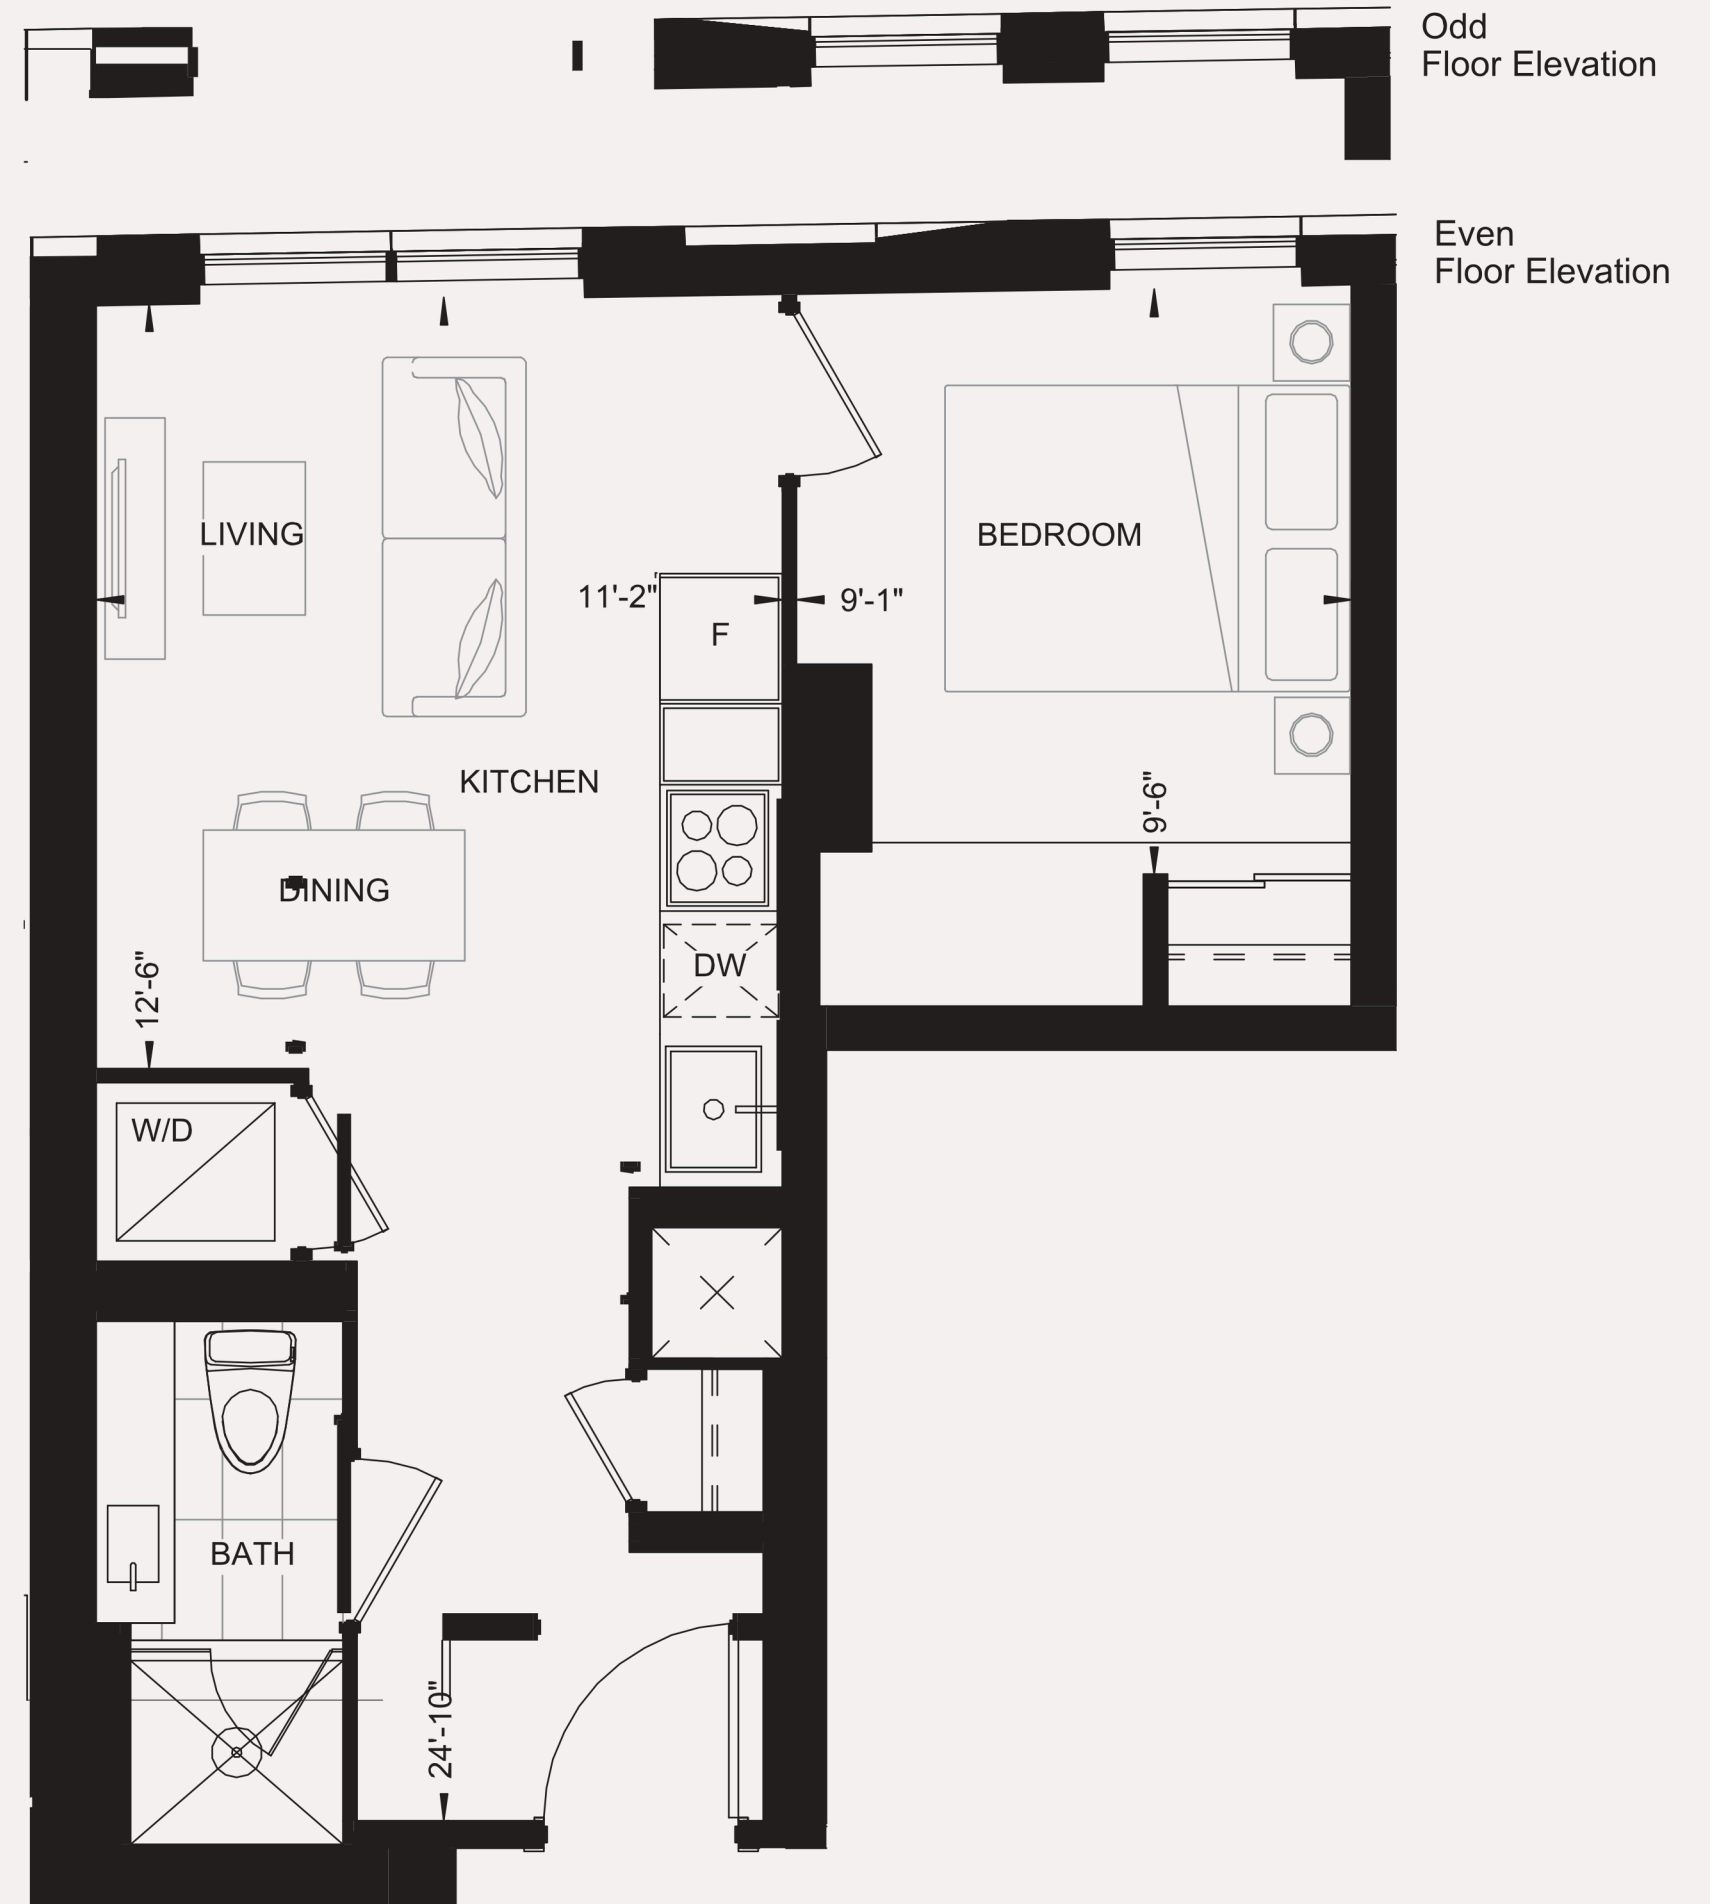 Odd
Floor Elevation
Even
Floor Elevation
LIVING
BEDROOM
11'-2"
9'-1"
F
KITCHEN
9'-6"
DINING
DW
12'-6"
W/D
BATH
24'-10"